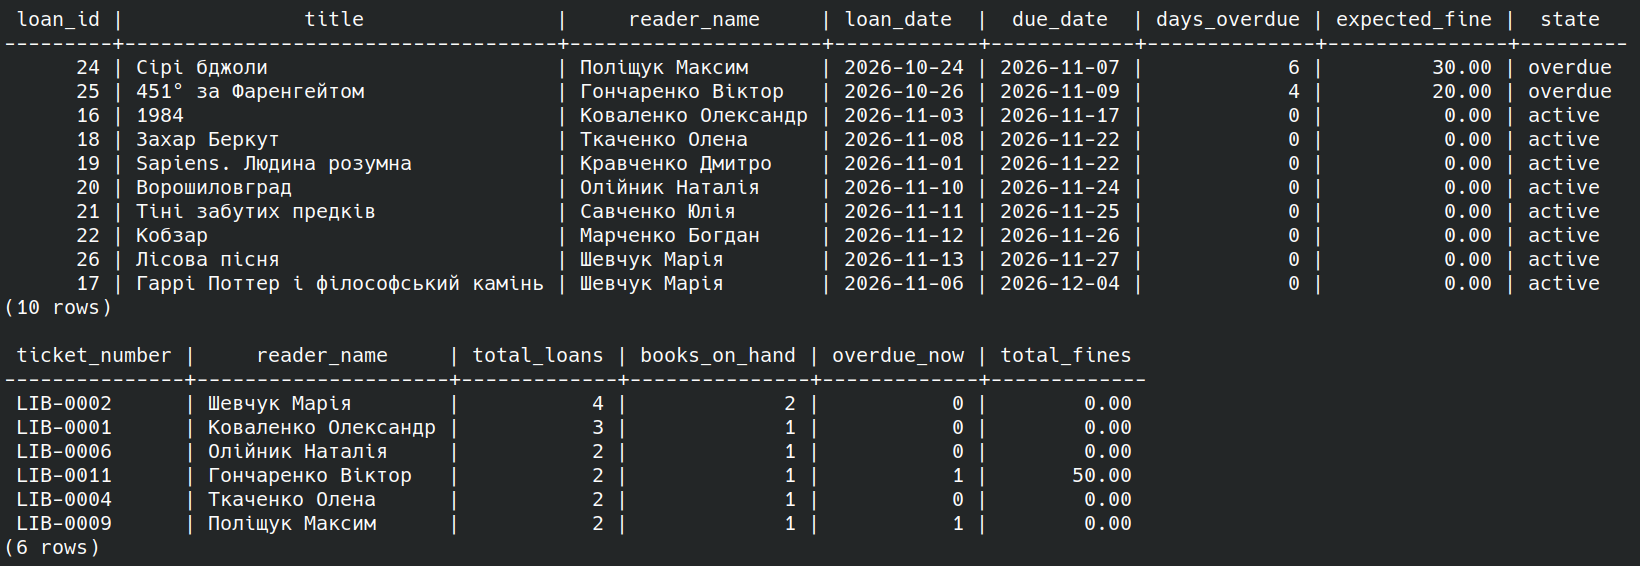 loan_id |               title                |     reader_name     | loan_date  |  due_date  | days_overdue | expected_fine |  state
---------+------------------------------------+---------------------+------------+------------+--------------+---------------+---------
      24 | Сірі бджоли                        | Поліщук Максим      | 2026-10-24 | 2026-11-07 |            6 |         30.00 | overdue
      25 | 451° за Фаренгейтом                | Гончаренко Віктор   | 2026-10-26 | 2026-11-09 |            4 |         20.00 | overdue
      16 | 1984                               | Коваленко Олександр | 2026-11-03 | 2026-11-17 |            0 |          0.00 | active
      18 | Захар Беркут                       | Ткаченко Олена      | 2026-11-08 | 2026-11-22 |            0 |          0.00 | active
      19 | Sapiens. Людина розумна            | Кравченко Дмитро    | 2026-11-01 | 2026-11-22 |            0 |          0.00 | active
      20 | Ворошиловград                      | Олійник Наталія     | 2026-11-10 | 2026-11-24 |            0 |          0.00 | active
      21 | Тіні забутих предків               | Савченко Юлія       | 2026-11-11 | 2026-11-25 |            0 |          0.00 | active
      22 | Кобзар                             | Марченко Богдан     | 2026-11-12 | 2026-11-26 |            0 |          0.00 | active
      26 | Лісова пісня                       | Шевчук Марія        | 2026-11-13 | 2026-11-27 |            0 |          0.00 | active
      17 | Гаррі Поттер і філософський камінь | Шевчук Марія        | 2026-11-06 | 2026-12-04 |            0 |          0.00 | active
(10 rows)

 ticket_number |     reader_name     | total_loans | books_on_hand | overdue_now | total_fines
---------------+---------------------+-------------+---------------+-------------+-------------
 LIB-0002      | Шевчук Марія        |           4 |             2 |           0 |        0.00
 LIB-0001      | Коваленко Олександр |           3 |             1 |           0 |        0.00
 LIB-0006      | Олійник Наталія     |           2 |             1 |           0 |        0.00
 LIB-0011      | Гончаренко Віктор   |           2 |             1 |           1 |       50.00
 LIB-0004      | Ткаченко Олена      |           2 |             1 |           0 |        0.00
 LIB-0009      | Поліщук Максим      |           2 |             1 |           1 |        0.00
(6 rows)